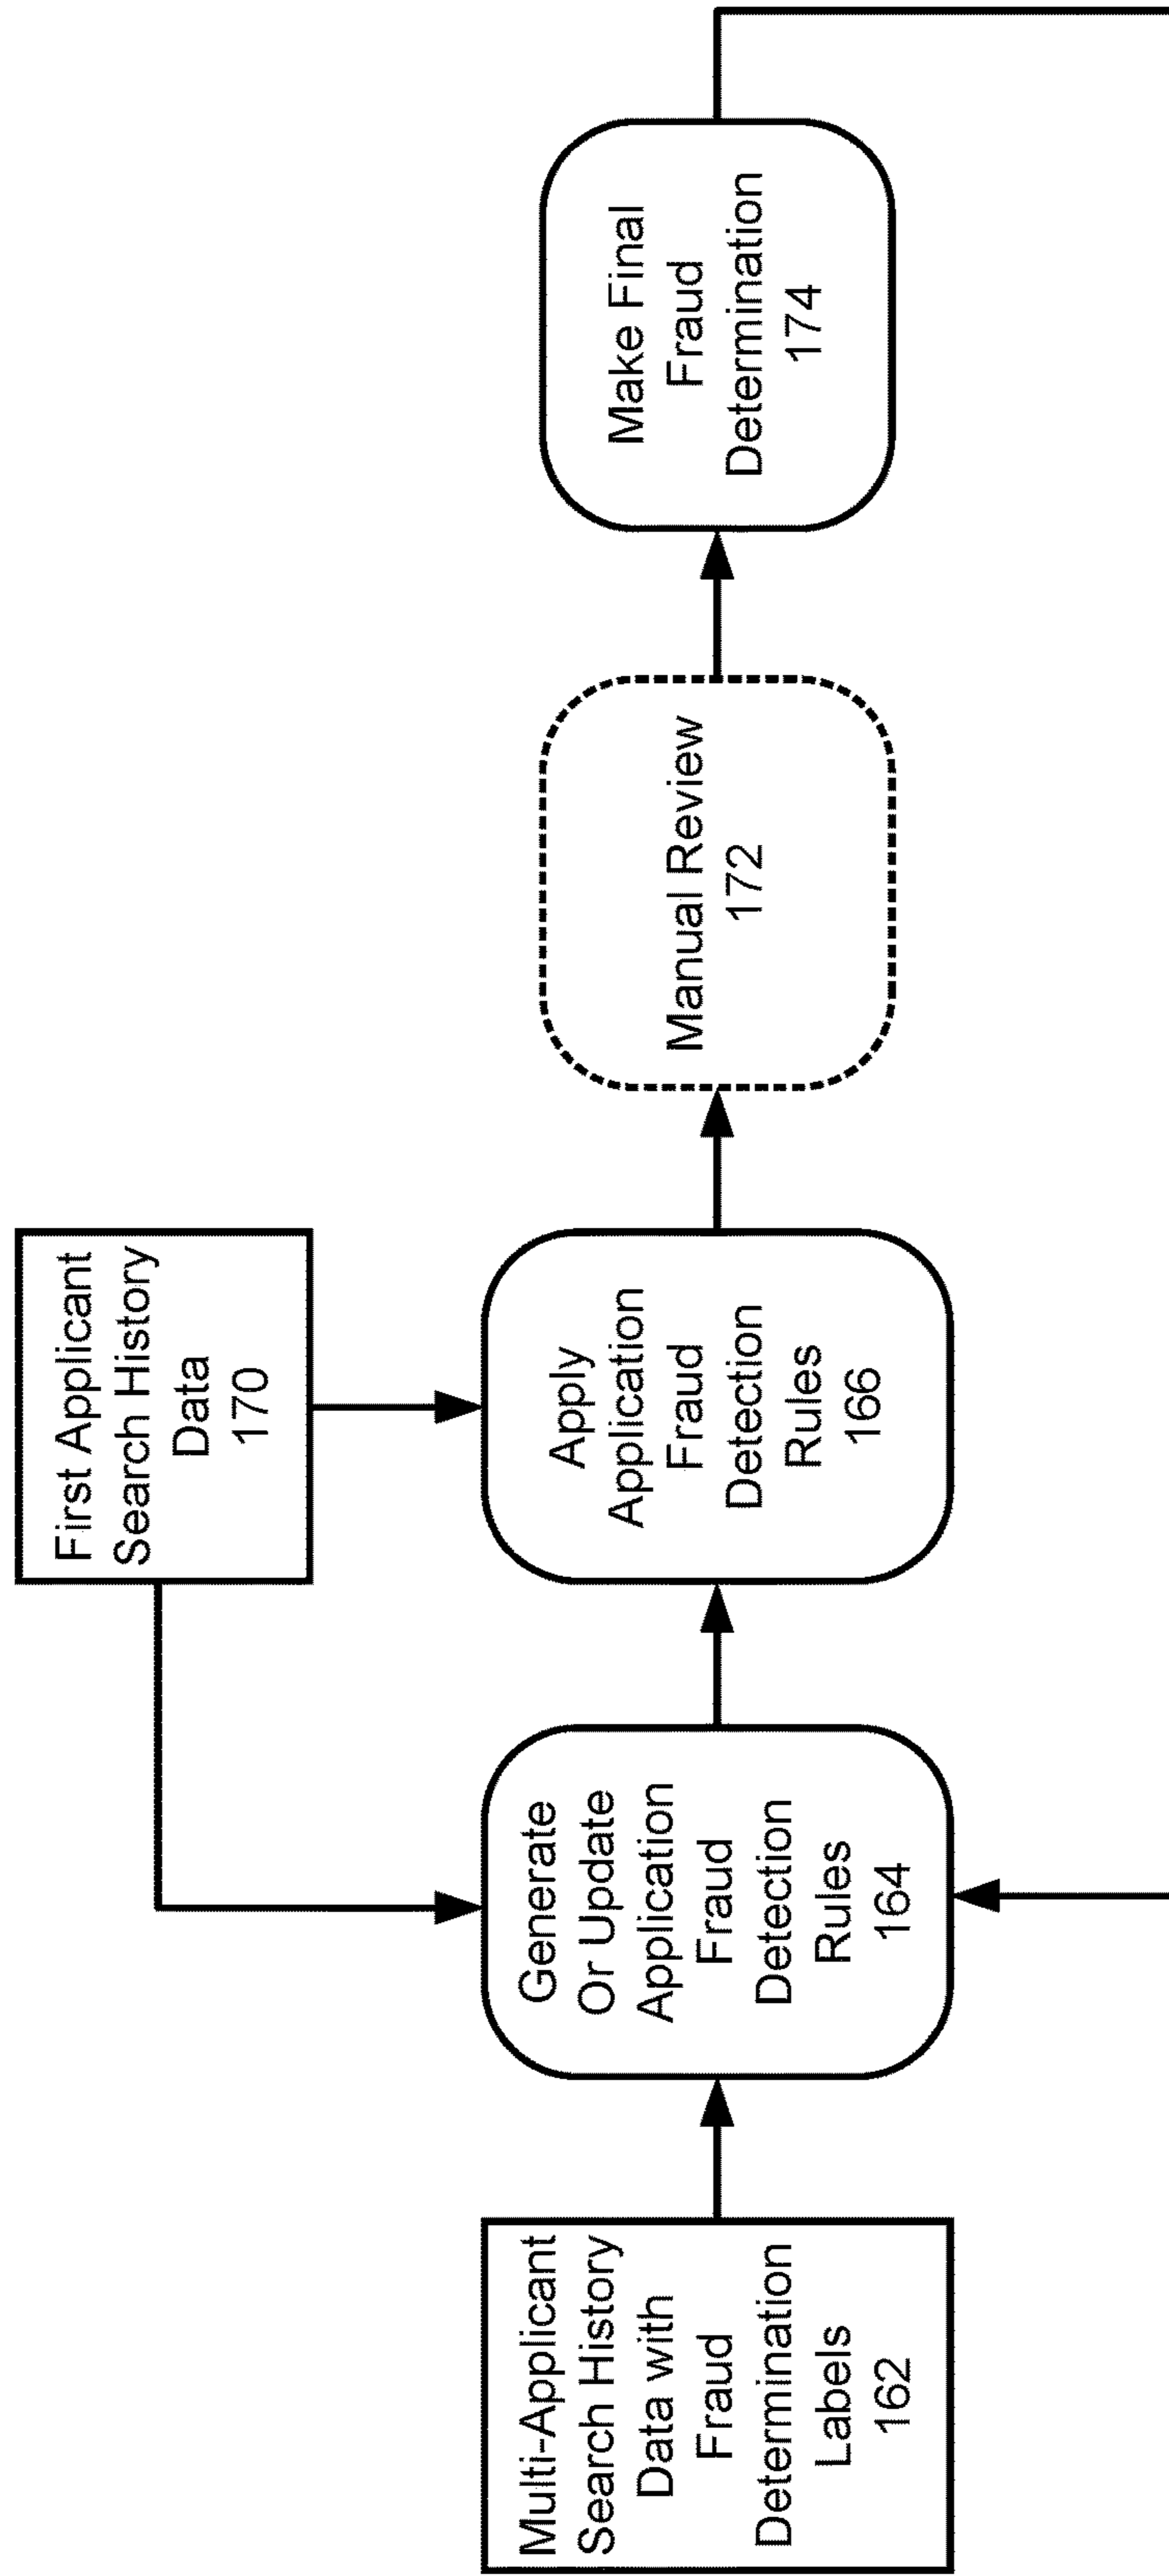 First Applicant
Search History
Data
170
Multi-Applicant
Search History
Data with
Fraud
Determination
Labels
162
Generate
Or Update
Application
Fraud
Detection
Rules
164
Apply
Application
Fraud
Detection
Rules
166
Manual Review
172
Make Final
Fraud
Determination
174